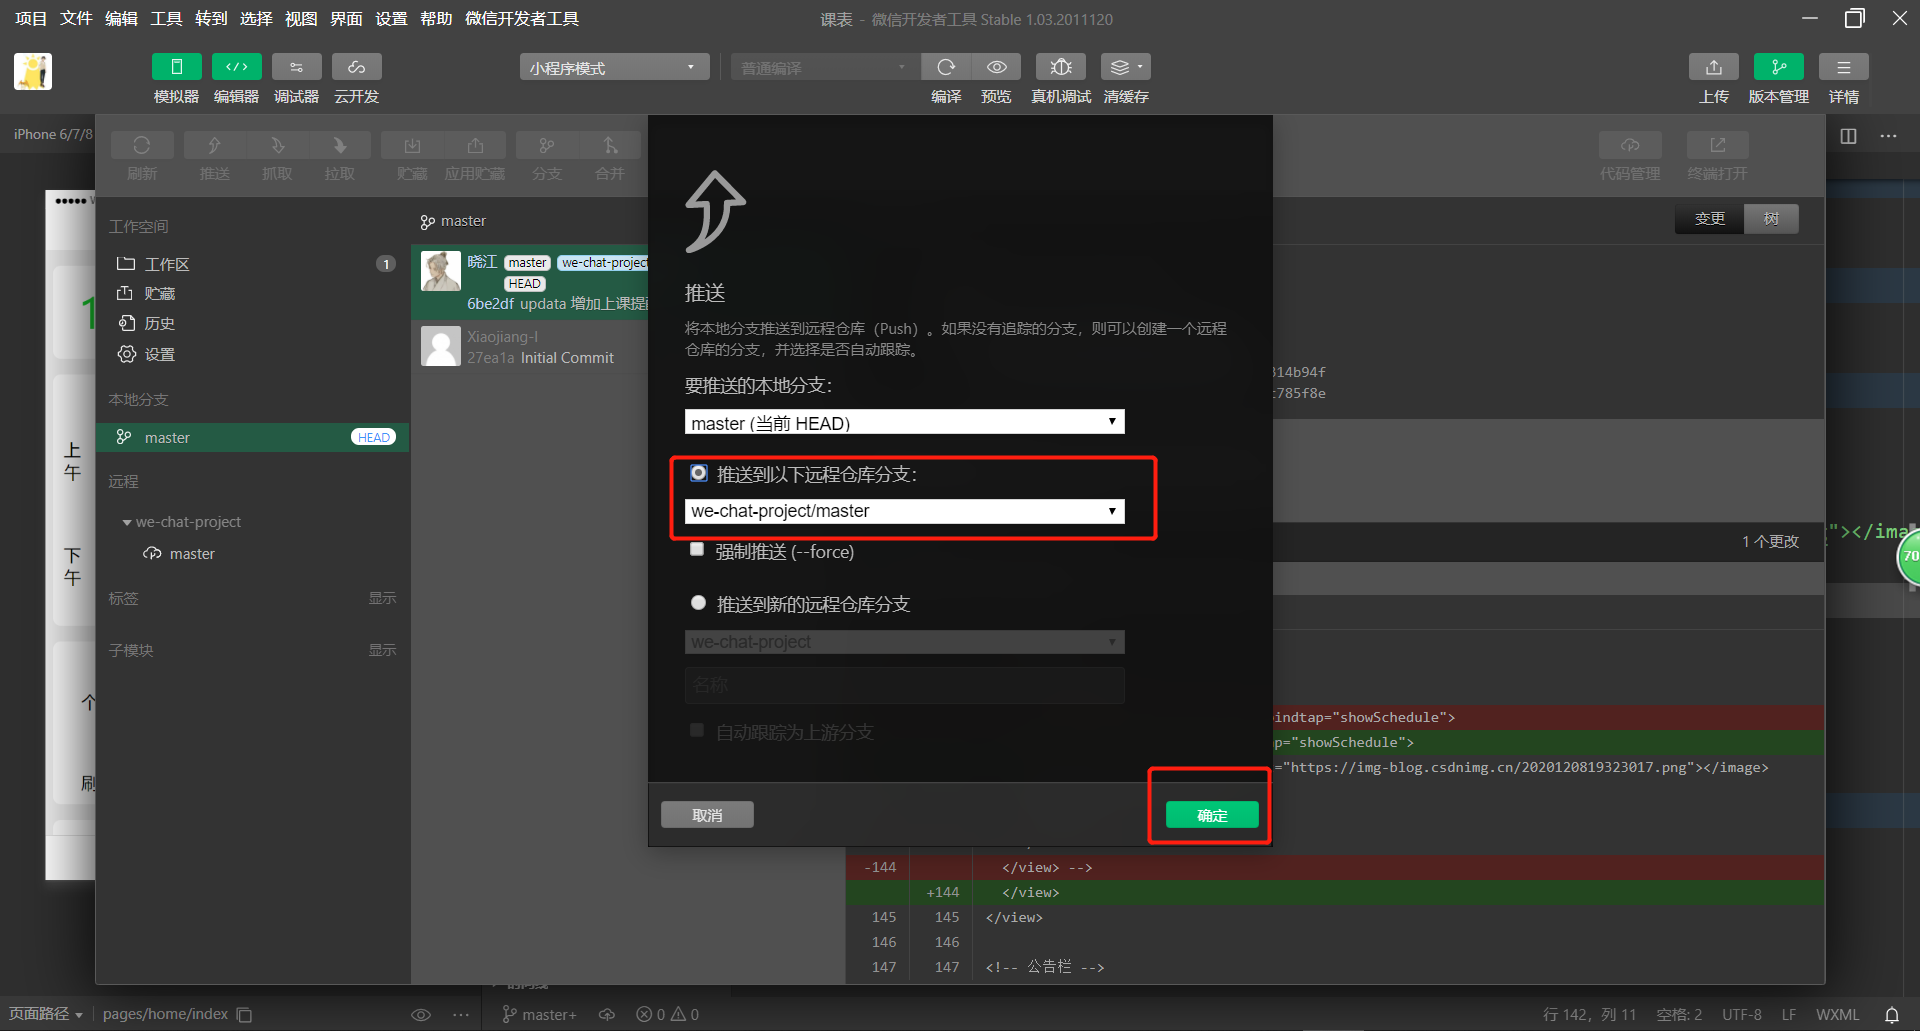 项目 文件 编辑 工具 转到 选择 视图 界面 设置 帮助 微信开发者工具
课表 - 微信开发者工具 Stable 1.03.2011120
小程序模式
普通编译
模拟器 编辑器 调试器 云开发
编译 预览 真机调试 清缓存
上传 版本管理 详情
iPhone 6/7/8
刷新 推送 抓取 拉取 贮藏 应用贮藏 分支 合并
代码管理 终端打开
工作空间
工作区 1
贮藏
历史
设置
本地分支
master HEAD
远程
we-chat-project
master
标签 显示
子模块 显示
上午
下午
个
刷
master
晓江 master we-chat-project
HEAD
6be2df updata 增加上课提醒
Xiaojiang-I
27ea1a Initial Commit
推送
将本地分支推送到远程仓库（Push）。如果没有追踪的分支，则可以创建一个远程
仓库的分支，并选择是否自动跟踪。
要推送的本地分支：
master (当前 HEAD)
推送到以下远程仓库分支：
we-chat-project/master
强制推送 (--force)
推送到新的远程仓库分支
we-chat-project
名称
自动跟踪为上游分支
取消
确定
变更 树
314b94f
c785f8e
1 个更改
"></ima
70
indtap="showSchedule">
p="showSchedule">
="https://img-blog.csdnimg.cn/2020120819323017.png"></image>
-144 </view> -->
+144 </view>
145 145 </view>
146 146
147 147 <!-- 公告栏 -->
页面路径 pages/home/index
master+ 0 0
行 142，列 11 空格: 2 UTF-8 LF WXML